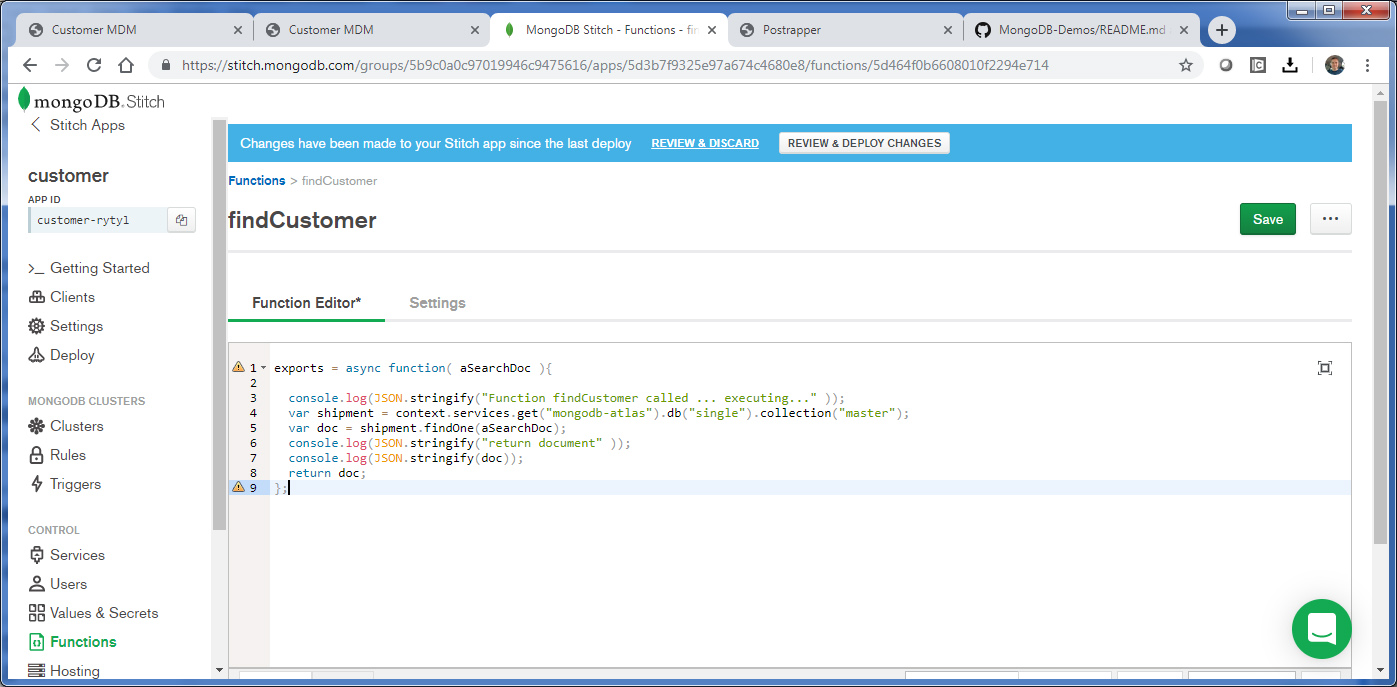 Customer MDM
Customer MDM
MongoDB Stitch - Functions - fin
Postrapper
MongoDB-Demos/README.md
https://stitch.mongodb.com/groups/5b9c0a0c97019946c9475616/apps/5d3b7f9325e97a674c4680e8/functions/5d464f0b6608010f2294e714
mongoDB. Stitch
Stitch Apps
customer
APP ID
customer-rytyl
Getting Started
Clients
Settings
Deploy
MONGODB CLUSTERS
Clusters
Rules
Triggers
CONTROL
Services
Users
Values & Secrets
Functions
Hosting
Changes have been made to your Stitch app since the last deploy REVIEW & DISCARD REVIEW & DEPLOY CHANGES
Functions > findCustomer
findCustomer
Save ...
Function Editor* Settings
1 exports = async function( aSearchDoc ){
2
3 console.log(JSON.stringify("Function findCustomer called ... executing..." ));
4 var shipment = context.services.get("mongodb-atlas").db("single").collection("master");
5 var doc = shipment.findOne(aSearchDoc);
6 console.log(JSON.stringify("return document" ));
7 console.log(JSON.stringify(doc));
8 return doc;
9 };